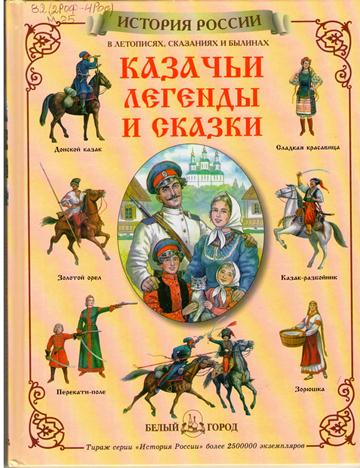 ИСТОРИЯ РОССИИ
В ЛЕТОПИСЯХ, СКАЗАНИЯХ И БЫЛИНАХ
КАЗАЧЬИ
ЛЕГЕНДЫ
И СКАЗКИ
Донской казак
Сладкая красавица
Золотой орел
Казак-разбойник
Перекати-поле
Зорюшка
БЕЛЫЙ ГОРОД
Тираж серии «История России» более 2500000 экземпляров